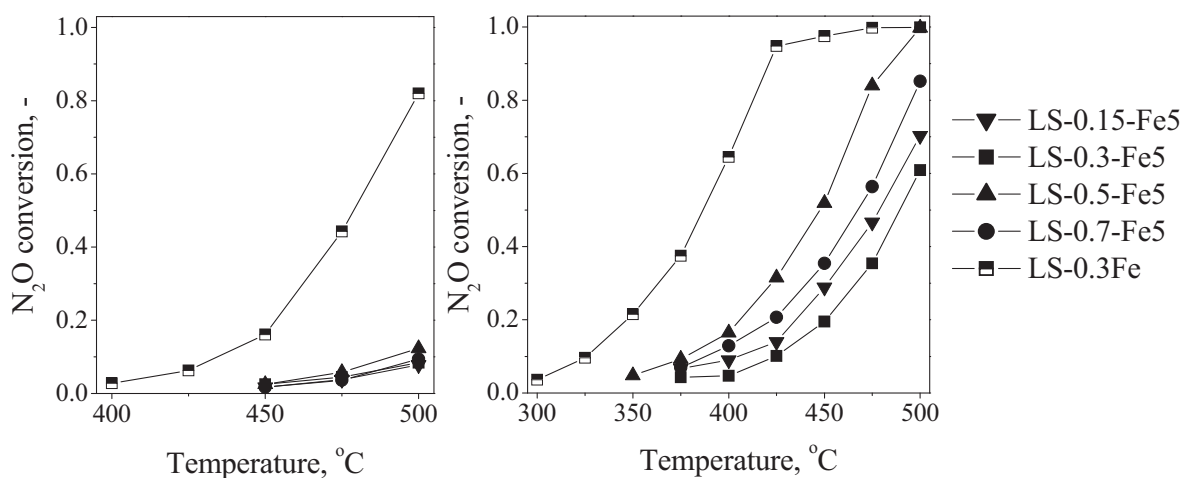 N₂O conversion, -
1.0
0.8
0.6
0.4
0.2
0.0
400
450
500
Temperature, °C
N₂O conversion, -
1.0
0.8
0.6
0.4
0.2
0.0
300
350
400
450
500
Temperature, °C
LS-0.15-Fe5
LS-0.3-Fe5
LS-0.5-Fe5
LS-0.7-Fe5
LS-0.3Fe